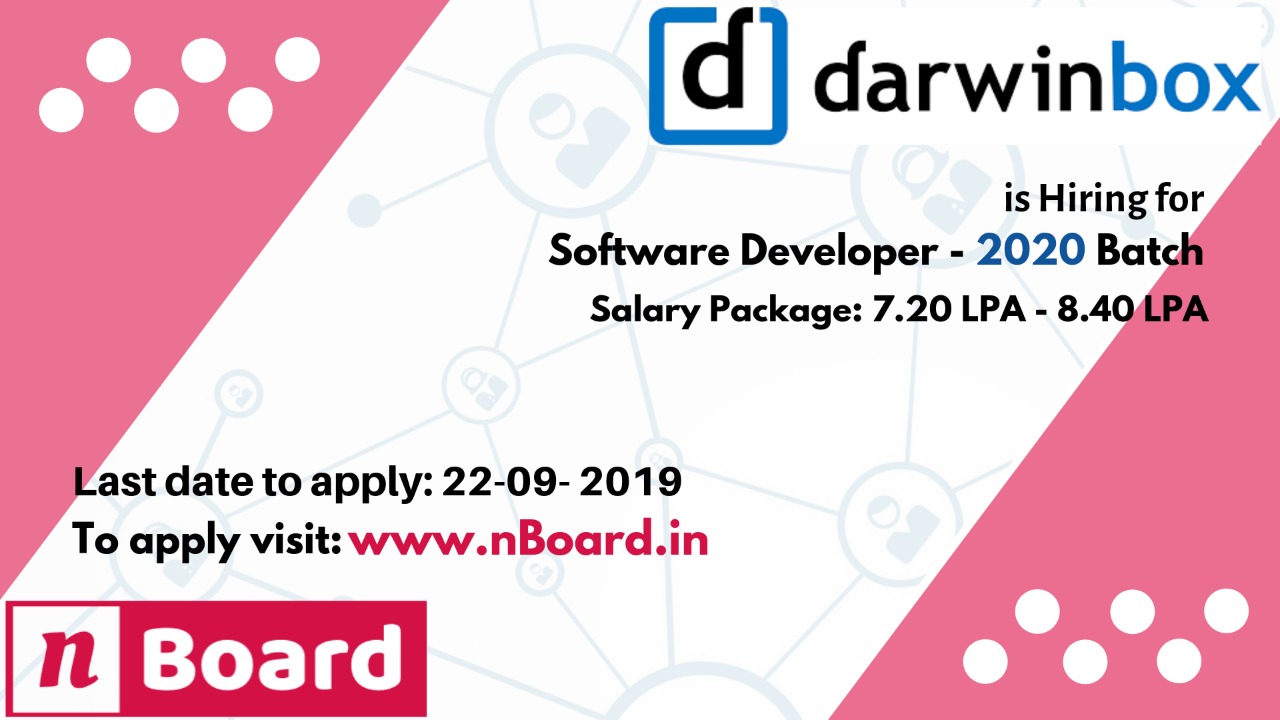 d darwinbox
is Hiring for
Software Developer - 2020 Batch
Salary Package: 7.20 LPA - 8.40 LPA
Last date to apply: 22-09- 2019
To apply visit: www.nBoard.in
n Board